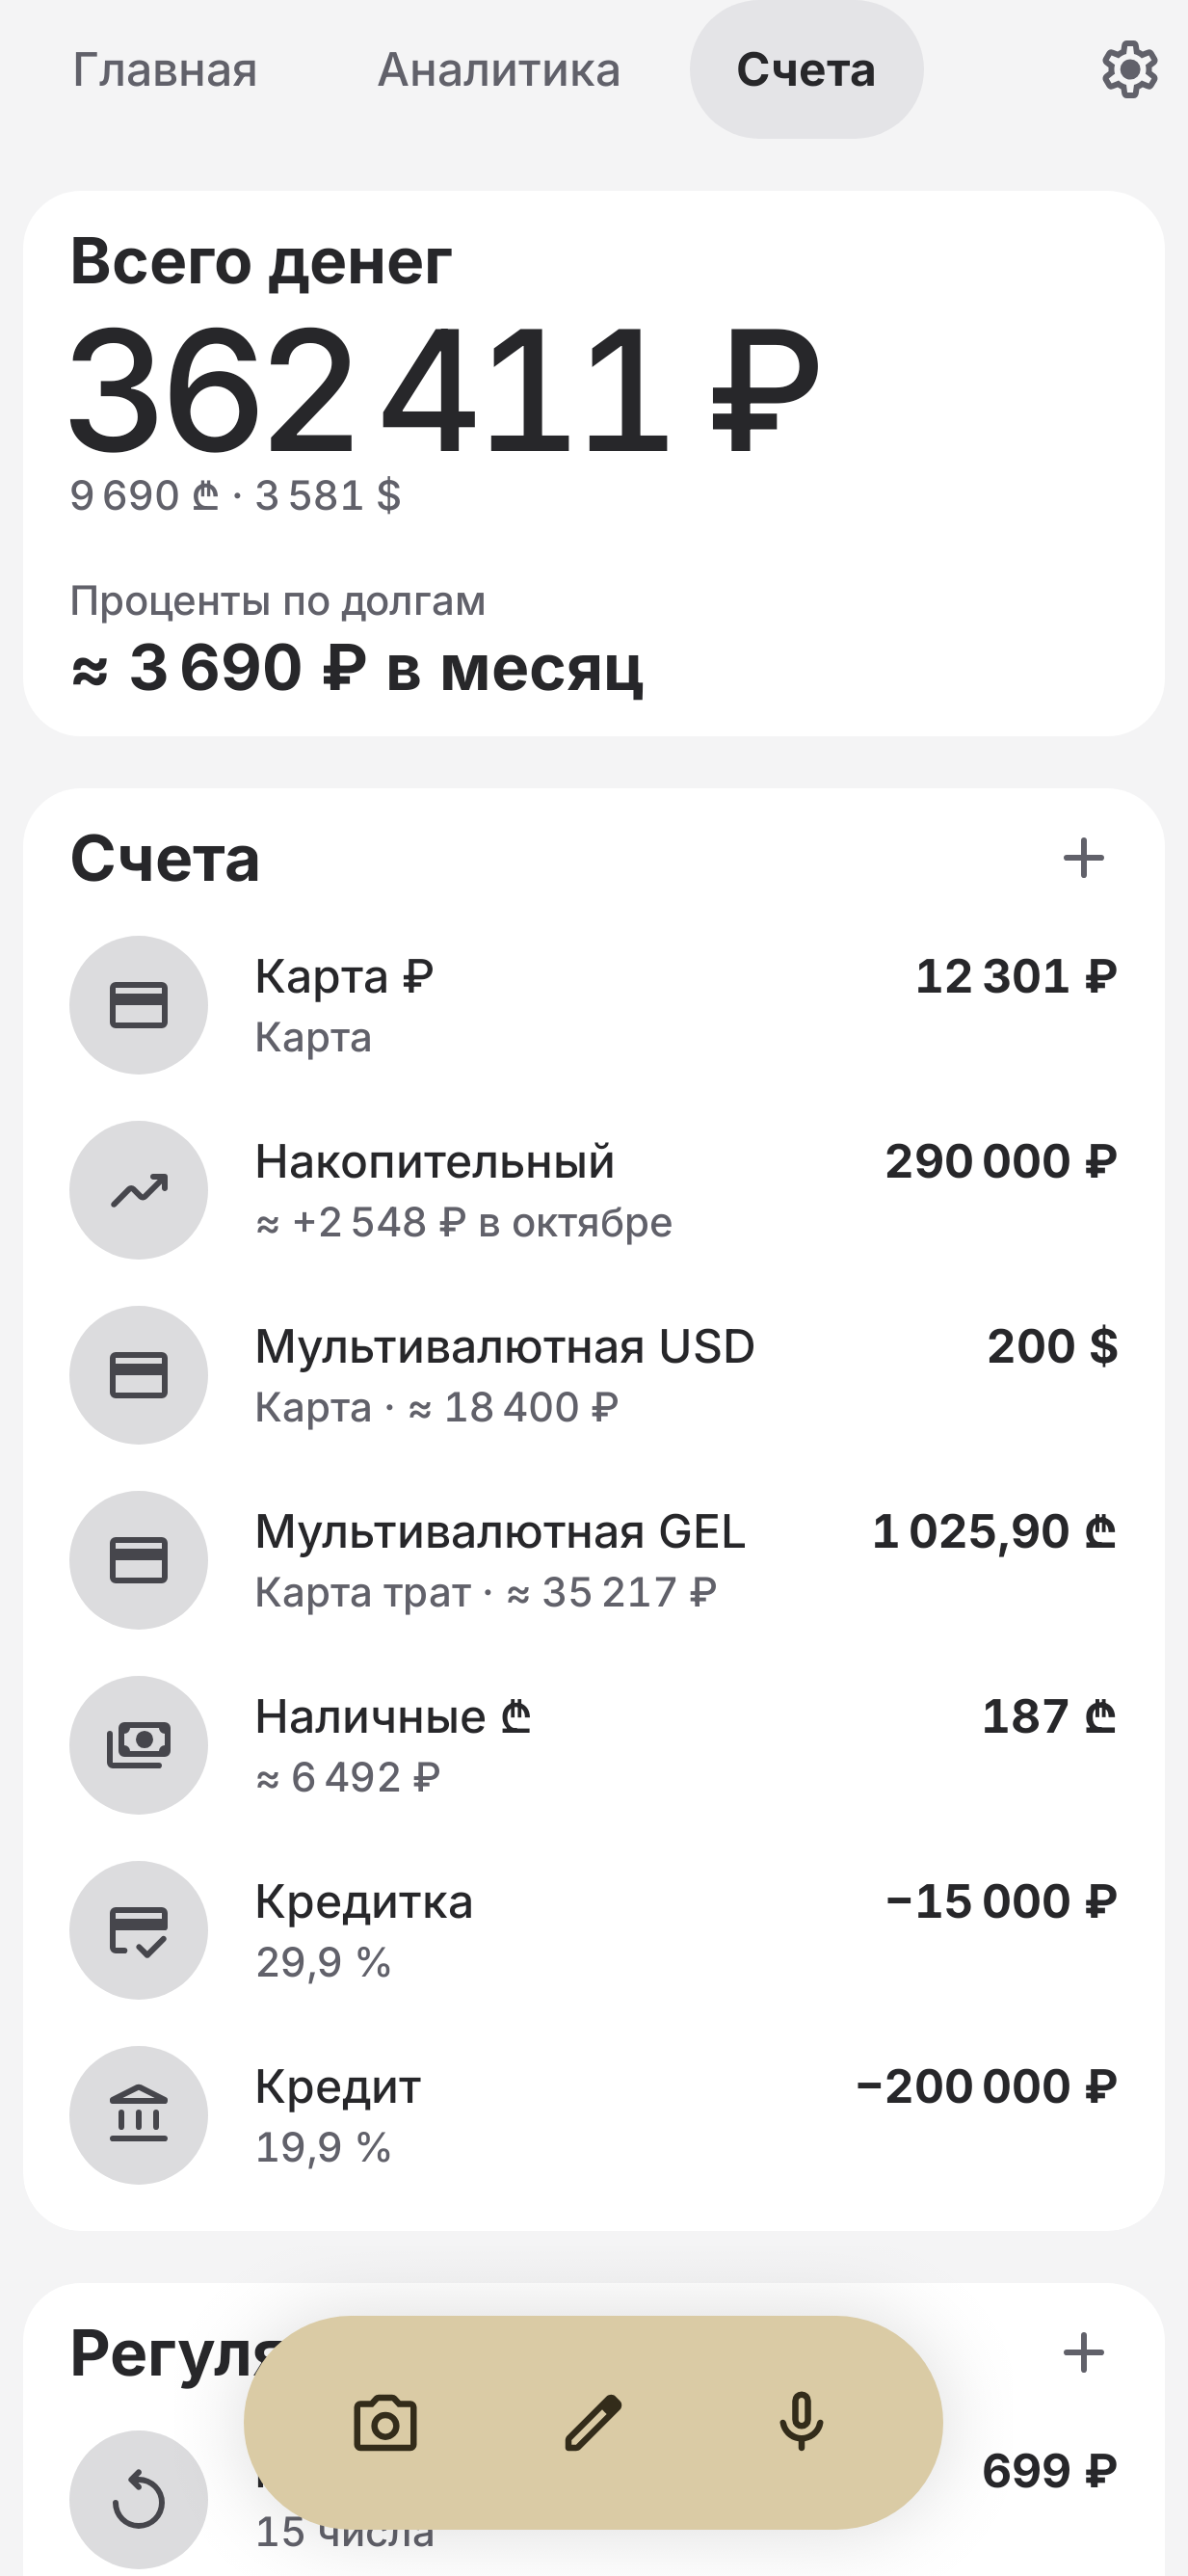 Главная Аналитика Счета
Всего денег
362 411 ₽
9 690 ₾ · 3 581 $
Проценты по долгам
≈ 3 690 ₽ в месяц
Счета
Карта ₽ 12 301 ₽
Карта
Накопительный 290 000 ₽
≈ +2 548 ₽ в октябре
Мультивалютная USD 200 $
Карта · ≈ 18 400 ₽
Мультивалютная GEL 1 025,90 ₾
Карта трат · ≈ 35 217 ₽
Наличные ₾ 187 ₾
≈ 6 492 ₽
Кредитка −15 000 ₽
29,9 %
Кредит −200 000 ₽
19,9 %
699 ₽
15 числа